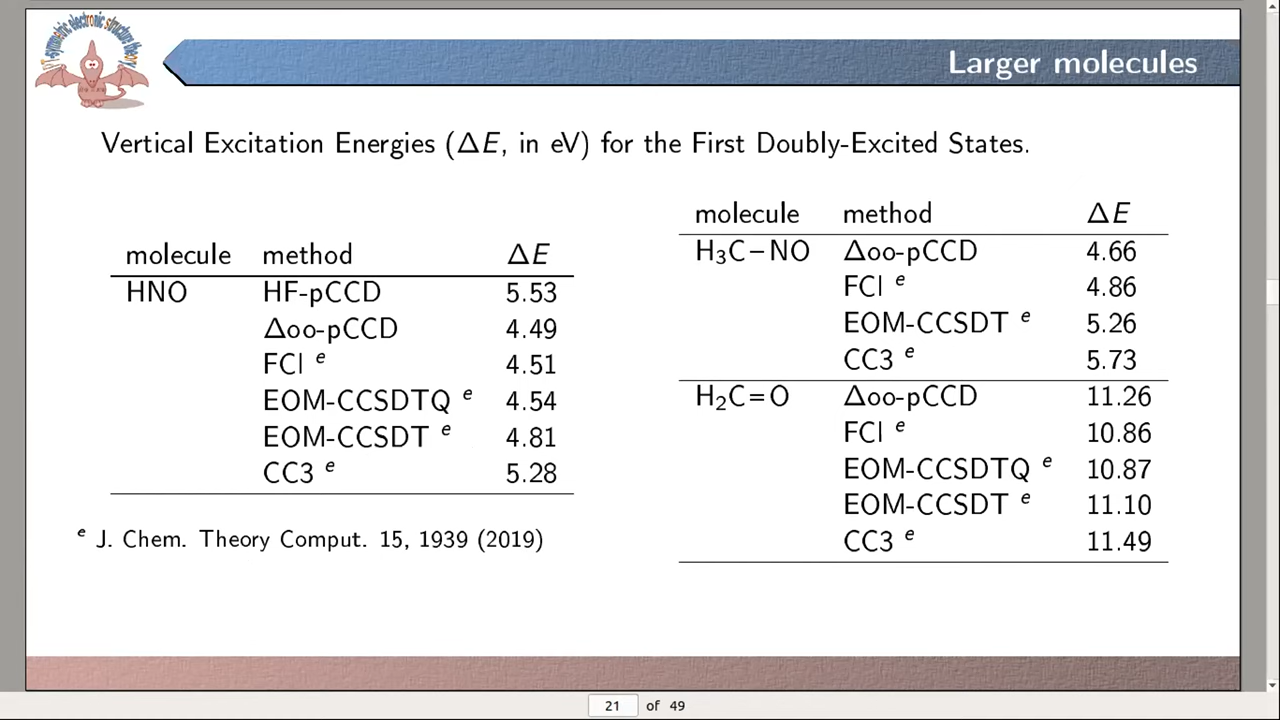 Larger molecules
Vertical Excitation Energies (ΔE, in eV) for the First Doubly-Excited States.
molecule method ΔE
HNO HF-pCCD 5.53
Δoo-pCCD 4.49
FCI e 4.51
EOM-CCSDTQ e 4.54
EOM-CCSDT e 4.81
CC3 e 5.28
e J. Chem. Theory Comput. 15, 1939 (2019)
molecule method ΔE
H3C−NO Δoo-pCCD 4.66
FCI e 4.86
EOM-CCSDT e 5.26
CC3 e 5.73
H2C=O Δoo-pCCD 11.26
FCI e 10.86
EOM-CCSDTQ e 10.87
EOM-CCSDT e 11.10
CC3 e 11.49
21 of 49